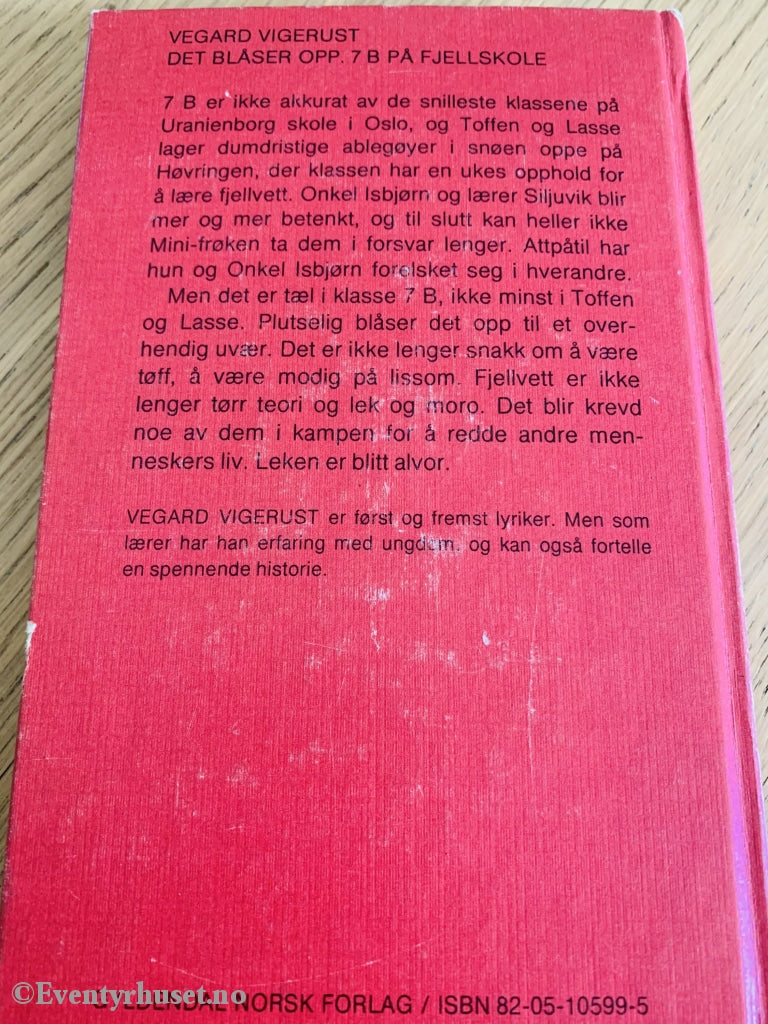 VEGARD VIGERUST
DET BLÅSER OPP. 7 B PÅ FJELLSKOLE
7 B er ikke akkurat av de snilleste klassene på
Uranienborg skole i Oslo, og Toffen og Lasse
lager dumdristige ablegøyer i snøen oppe på
Høvringen, der klassen har en ukes opphold for
å lære fjellvett. Onkel Isbjørn og lærer Siljuvik blir
mer og mer betenkt, og til slutt kan heller ikke
Mini-frøken ta dem i forsvar lenger. Attpåtil har
hun og Onkel Isbjørn forelsket seg i hverandre.
Men det er tæl i klasse 7 B, ikke minst i Toffen
og Lasse. Plutselig blåser det opp til et over-
hendig uvær. Det er ikke lenger snakk om å være
tøff, å være modig på lissom. Fjellvett er ikke
lenger tørr teori og lek og moro. Det blir krevd
noe av dem i kampen for å redde andre men-
neskers liv. Leken er blitt alvor.
VEGARD VIGERUST er først og fremst lyriker. Men som
lærer har han erfaring med ungdom, og kan også fortelle
en spennende historie.
GYLDENDAL NORSK FORLAG / ISBN 82-05-10599-5
©Eventyrhuset.no